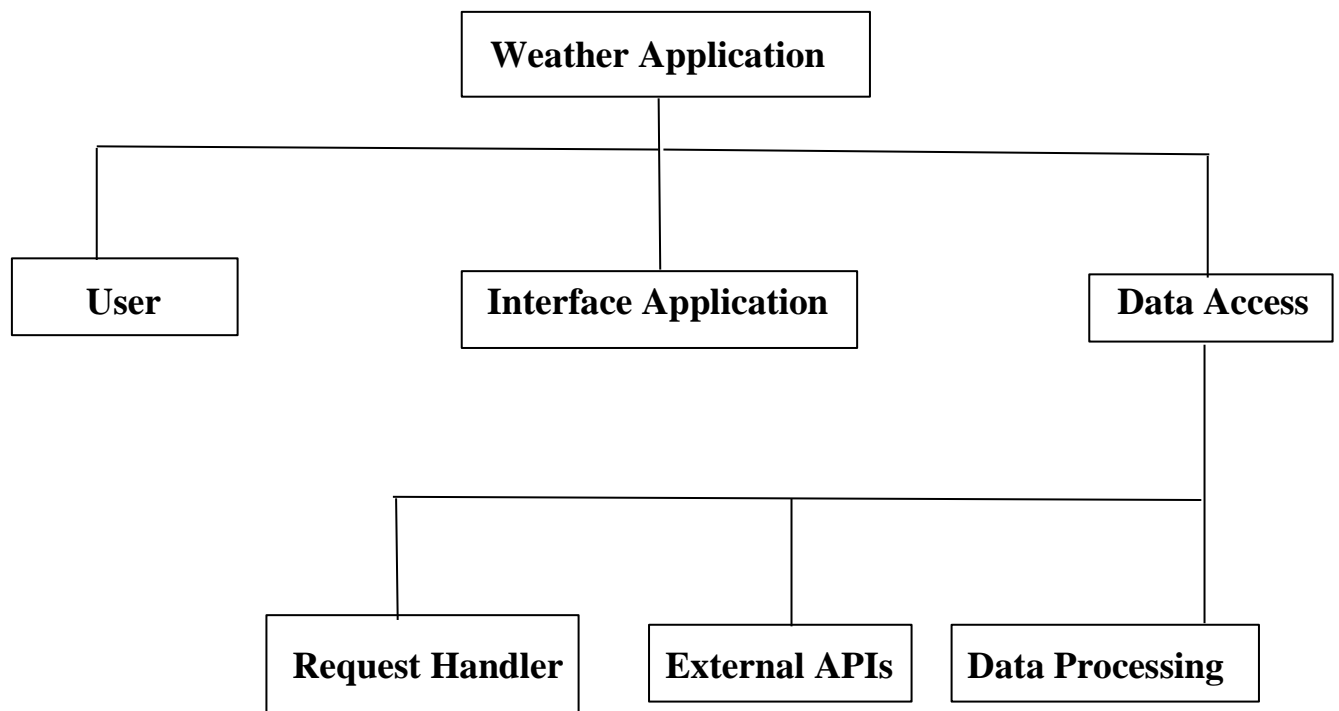 Weather Application
User
Interface Application
Data Access
Request Handler
External APIs
Data Processing